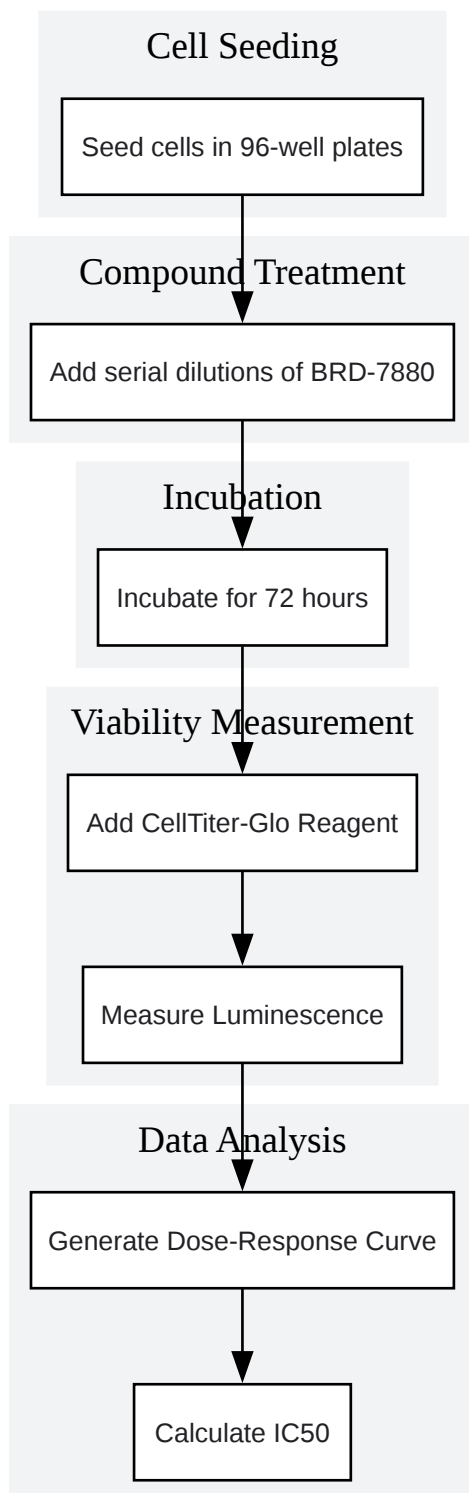 Cell Seeding
Seed cells in 96-well plates
Compound Treatment
Add serial dilutions of BRD-7880
Incubation
Incubate for 72 hours
Viability Measurement
Add CellTiter-Glo Reagent
Measure Luminescence
Data Analysis
Generate Dose-Response Curve
Calculate IC50